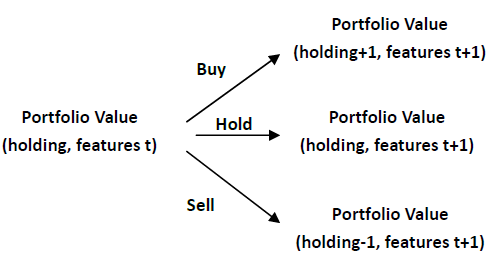 Portfolio Value
(holding+1, features t+1)
Buy
Portfolio Value
(holding, features t)
Hold
Portfolio Value
(holding, features t+1)
Sell
Portfolio Value
(holding-1, features t+1)